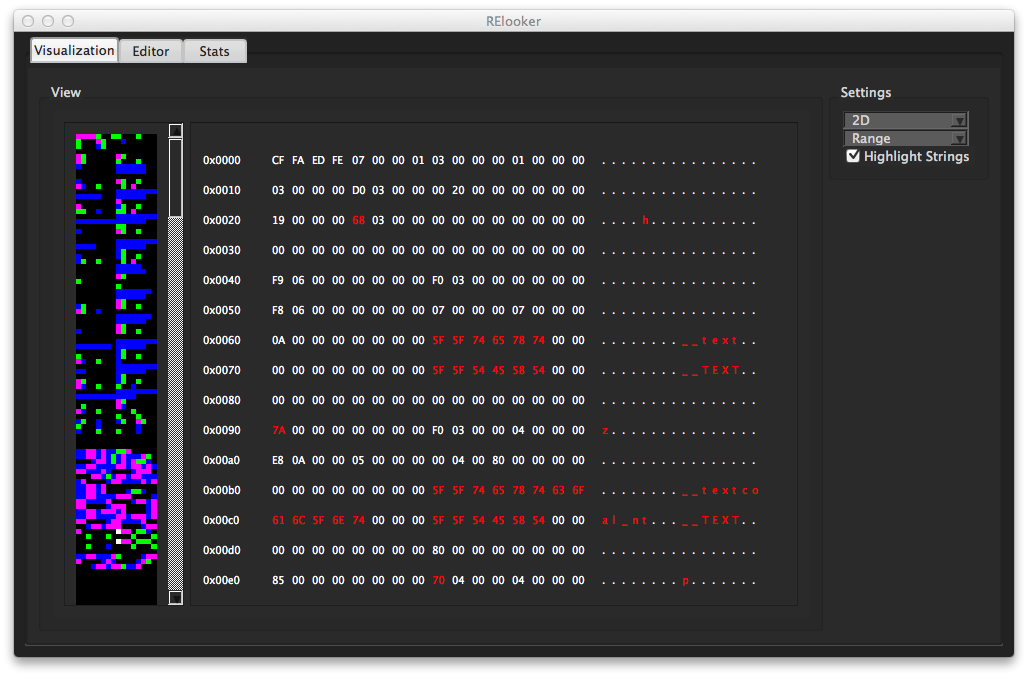 RElooker
Visualization Editor Stats
View
Settings
2D
Range
Highlight Strings
0x0000 CF FA ED FE 07 00 00 01 03 00 00 00 01 00 00 00 . . . . . . . . . . . . . . . .
0x0010 03 00 00 00 D0 03 00 00 00 20 00 00 00 00 00 00 . . . . . . . . . . . . . . . .
0x0020 19 00 00 00 68 03 00 00 00 00 00 00 00 00 00 00 . . . . h . . . . . . . . . . .
0x0030 00 00 00 00 00 00 00 00 00 00 00 00 00 00 00 00 . . . . . . . . . . . . . . . .
0x0040 F9 06 00 00 00 00 00 00 F0 03 00 00 00 00 00 00 . . . . . . . . . . . . . . . .
0x0050 F8 06 00 00 00 00 00 00 07 00 00 00 07 00 00 00 . . . . . . . . . . . . . . . .
0x0060 0A 00 00 00 00 00 00 00 5F 5F 74 65 78 74 00 00 . . . . . . . . _ _ t e x t . .
0x0070 00 00 00 00 00 00 00 00 5F 5F 54 45 58 54 00 00 . . . . . . . . _ _ T E X T . .
0x0080 00 00 00 00 00 00 00 00 00 00 00 00 00 00 00 00 . . . . . . . . . . . . . . . .
0x0090 7A 00 00 00 00 00 00 00 F0 03 00 00 04 00 00 00 z . . . . . . . . . . . . . . .
0x00a0 E8 0A 00 00 05 00 00 00 00 04 00 80 00 00 00 00 . . . . . . . . . . . . . . . .
0x00b0 00 00 00 00 00 00 00 00 5F 5F 74 65 78 74 63 6F . . . . . . . . _ _ t e x t c o
0x00c0 61 6C 5F 6E 74 00 00 00 5F 5F 54 45 58 54 00 00 a l _ n t . . . _ _ T E X T . .
0x00d0 00 00 00 00 00 00 00 00 80 00 00 00 00 00 00 00 . . . . . . . . . . . . . . . .
0x00e0 85 00 00 00 00 00 00 00 70 04 00 00 04 00 00 00 . . . . . . . . p . . . . . . .